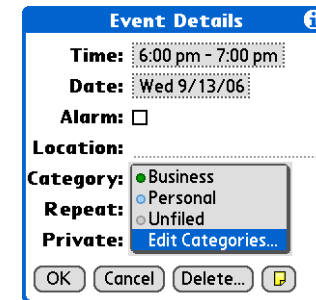 Event Details i
Time: 6:00 pm - 7:00 pm
Date: Wed 9/13/06
Alarm:
Location:
Category: Business
Personal
Repeat:
Unfiled
Private: Edit Categories...
OK Cancel Delete...